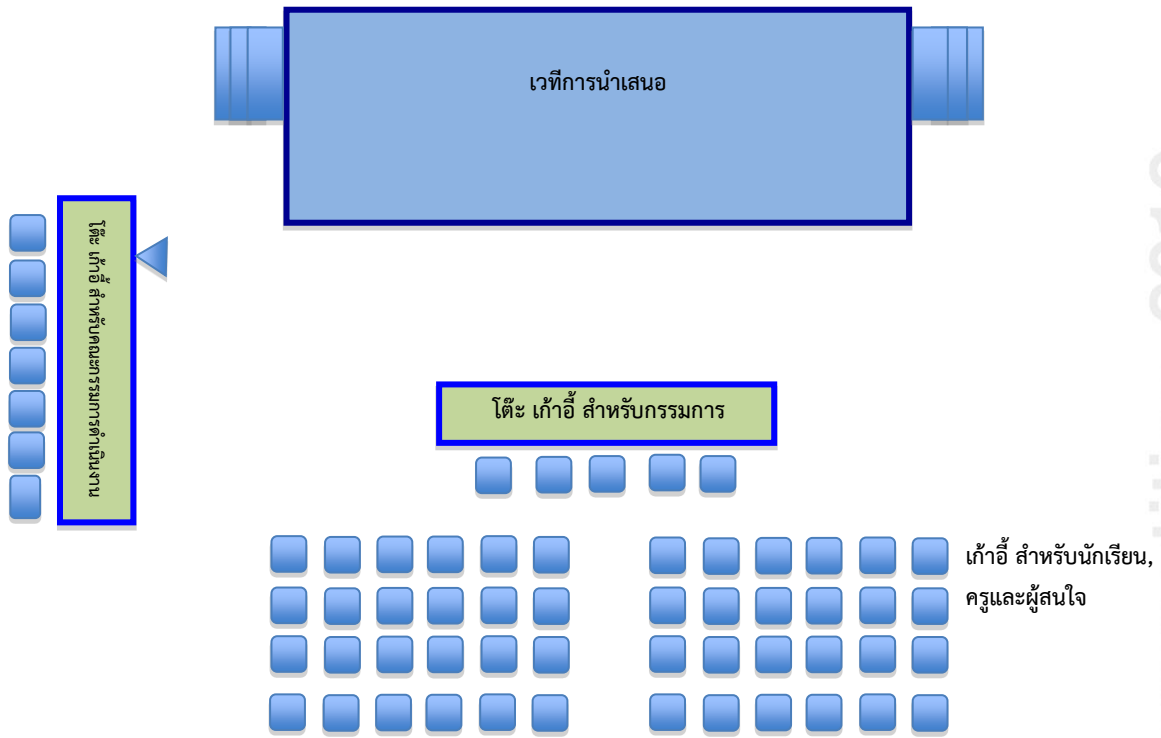 เวทีการนำเสนอ
โต๊ะ เก้าอี้ สำหรับคณะกรรมการดำเนินงาน
โต๊ะ เก้าอี้ สำหรับกรรมการ
เก้าอี้ สำหรับนักเรียน,
ครูและผู้สนใจ